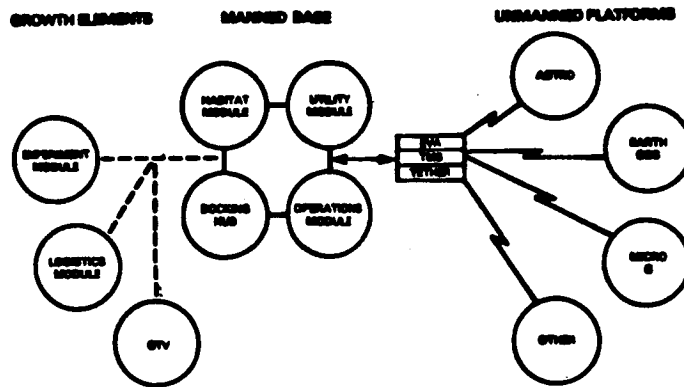 GROWTH ELEMENTS
MANNED BASE
UNMANNED PLATFORMS
HABITAT
MODULE
UTILITY
MODULE
ASTRO
EXPERIMENT
MODULE
EVA
TMS
TETHER
EARTH
OBS
DOCKING
HUB
OPERATIONS
MODULE
LOGISTICS
MODULE
MICRO
G
OTV
OTHER